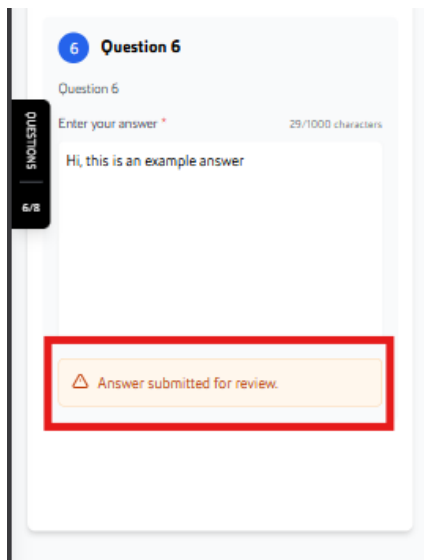 6 Question 6
Question 6
Enter your answer * 29/1000 characters
Hi, this is an example answer
QUESTIONS
6/8
Answer submitted for review.